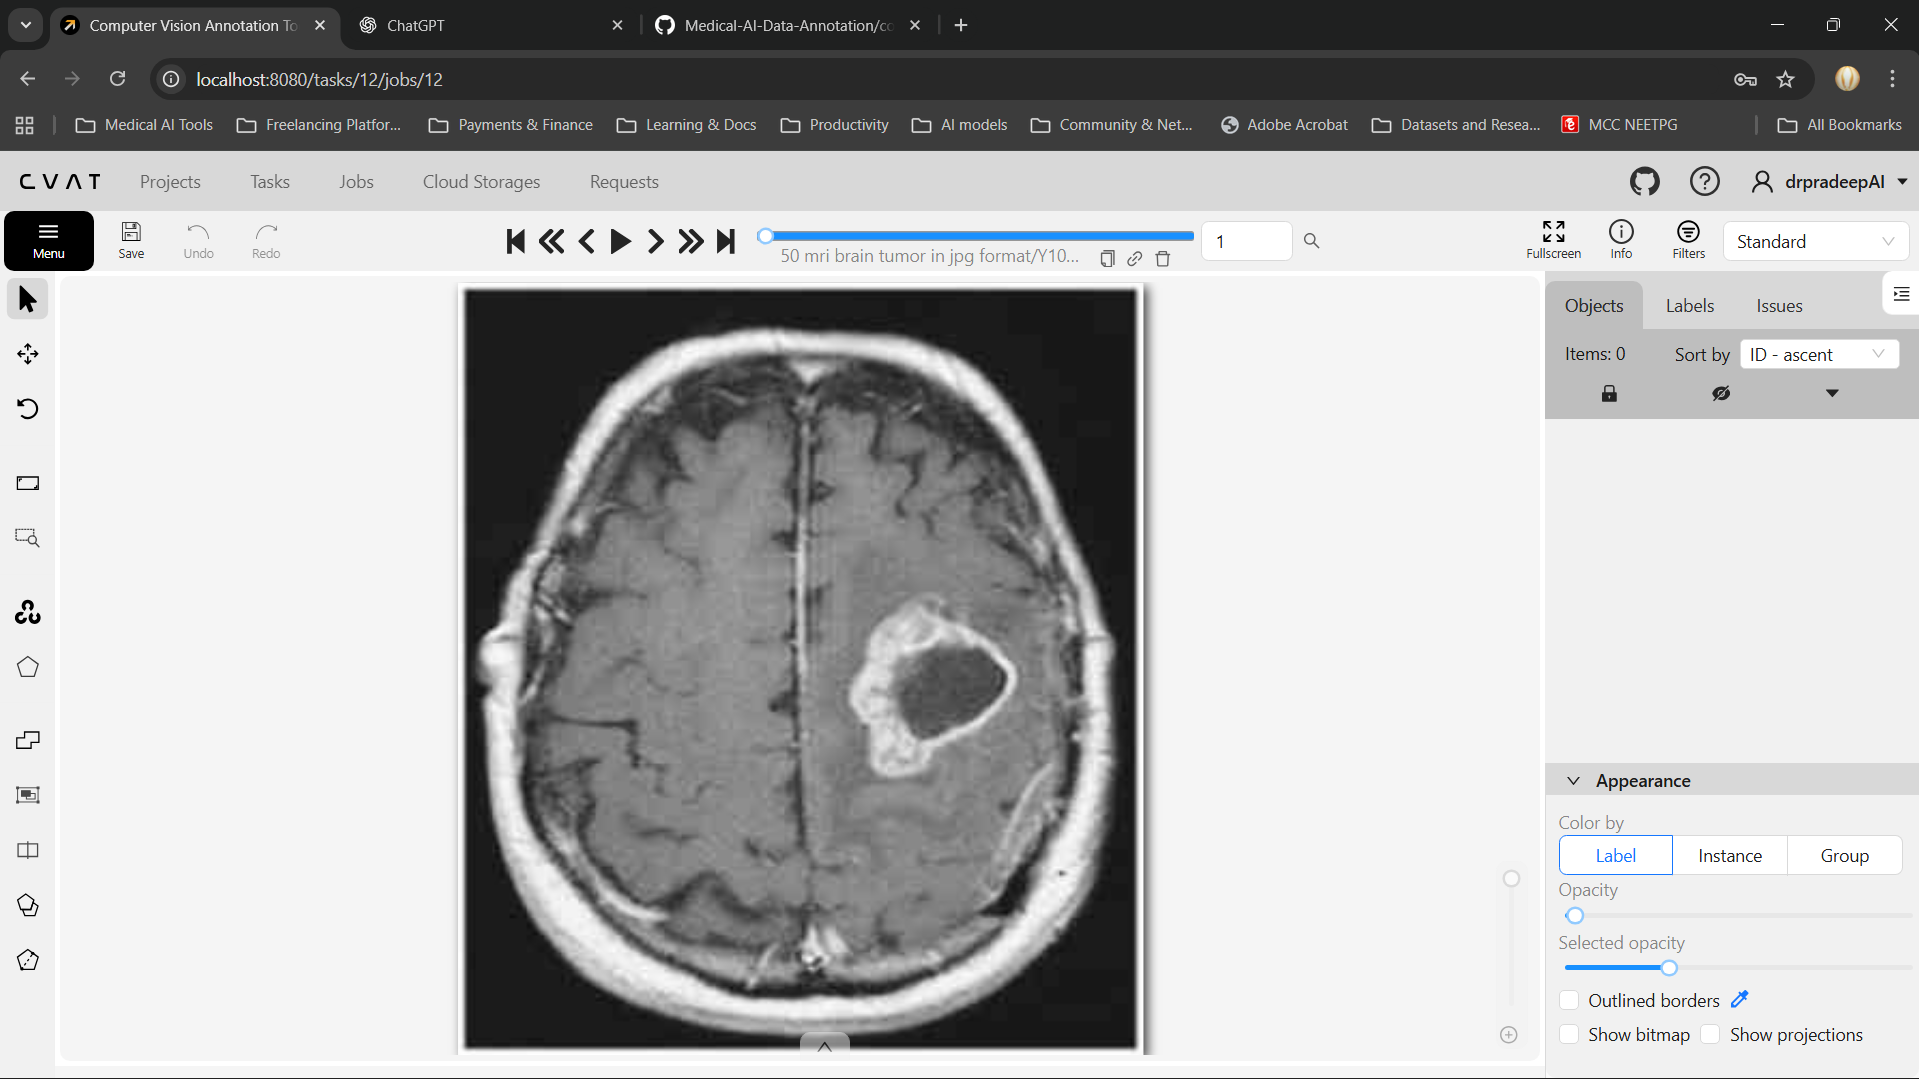 Computer Vision Annotation To
ChatGPT
Medical-AI-Data-Annotation/co
localhost:8080/tasks/12/jobs/12
Medical AI Tools
Freelancing Platfor...
Payments & Finance
Learning & Docs
Productivity
AI models
Community & Net...
Adobe Acrobat
Datasets and Resea...
MCC NEETPG
All Bookmarks
CVAT
Projects
Tasks
Jobs
Cloud Storages
Requests
drpradeepAI
Menu
Save
Undo
Redo
50 mri brain tumor in jpg format/Y10...
1
Fullscreen
Info
Filters
Standard
Objects
Labels
Issues
Items: 0
Sort by
ID - ascent
Appearance
Color by
Label
Instance
Group
Opacity
Selected opacity
Outlined borders
Show bitmap
Show projections